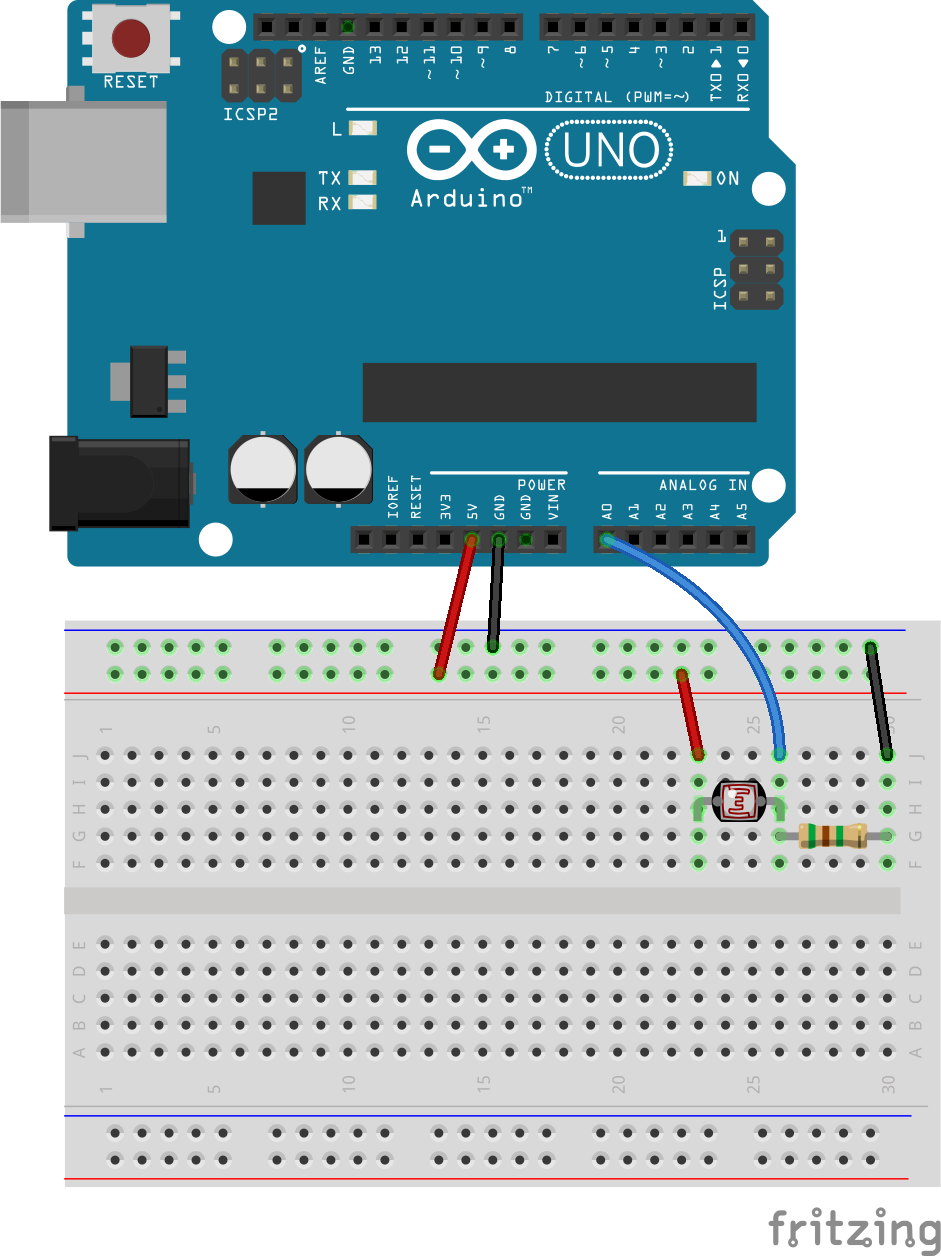 RESET
ICSP2
AREF
GND
13
12
~11
~10
~9
8
7
~6
~5
4
~3
2
TX0▶1
RX0◀0
DIGITAL (PWM=~)
L
TX
RX
Arduino™
UNO
ON
1
ICSP
POWER
ANALOG IN
IOREF
RESET
3V3
5V
GND
GND
VIN
A0
A1
A2
A3
A4
A5
1
5
10
15
20
25
30
J
J
I
I
H
H
G
G
F
F
E
E
D
D
C
C
B
B
A
A
1
5
10
15
20
25
30
fritzing